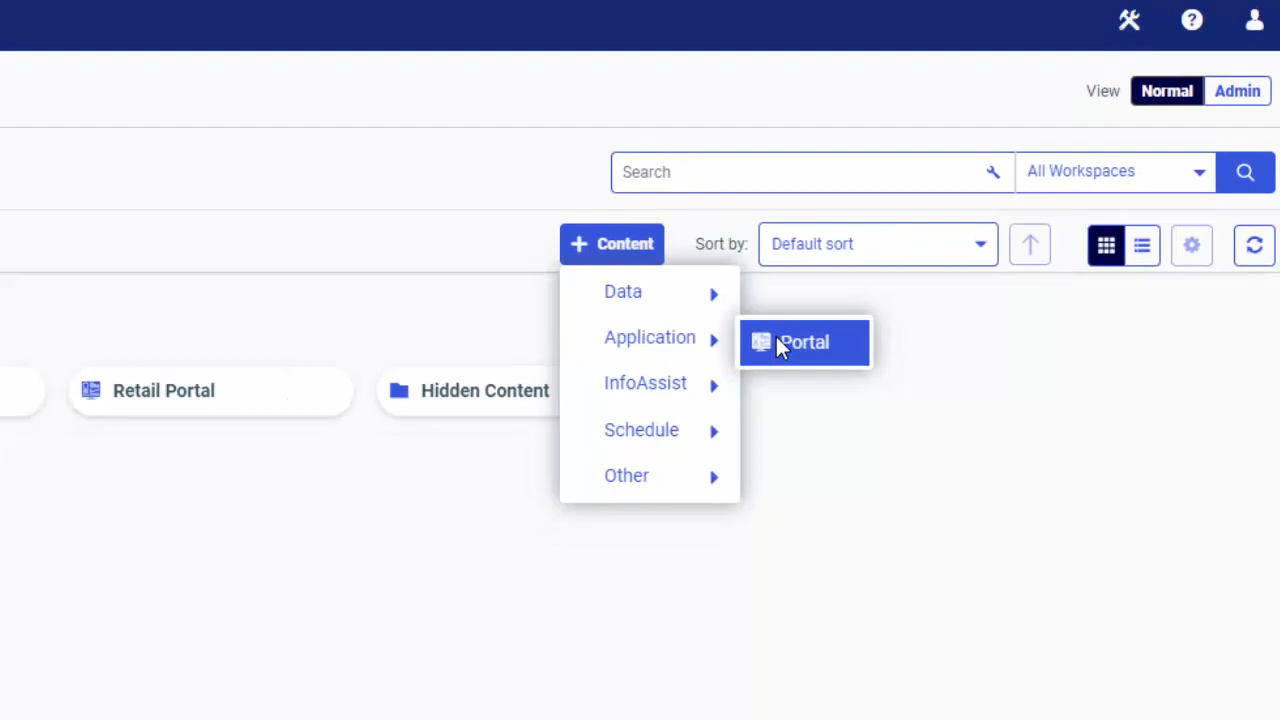 View Normal Admin
Search All Workspaces
+ Content Sort by: Default sort
Data
Application
Portal
InfoAssist
Retail Portal
Hidden Content
Schedule
Other